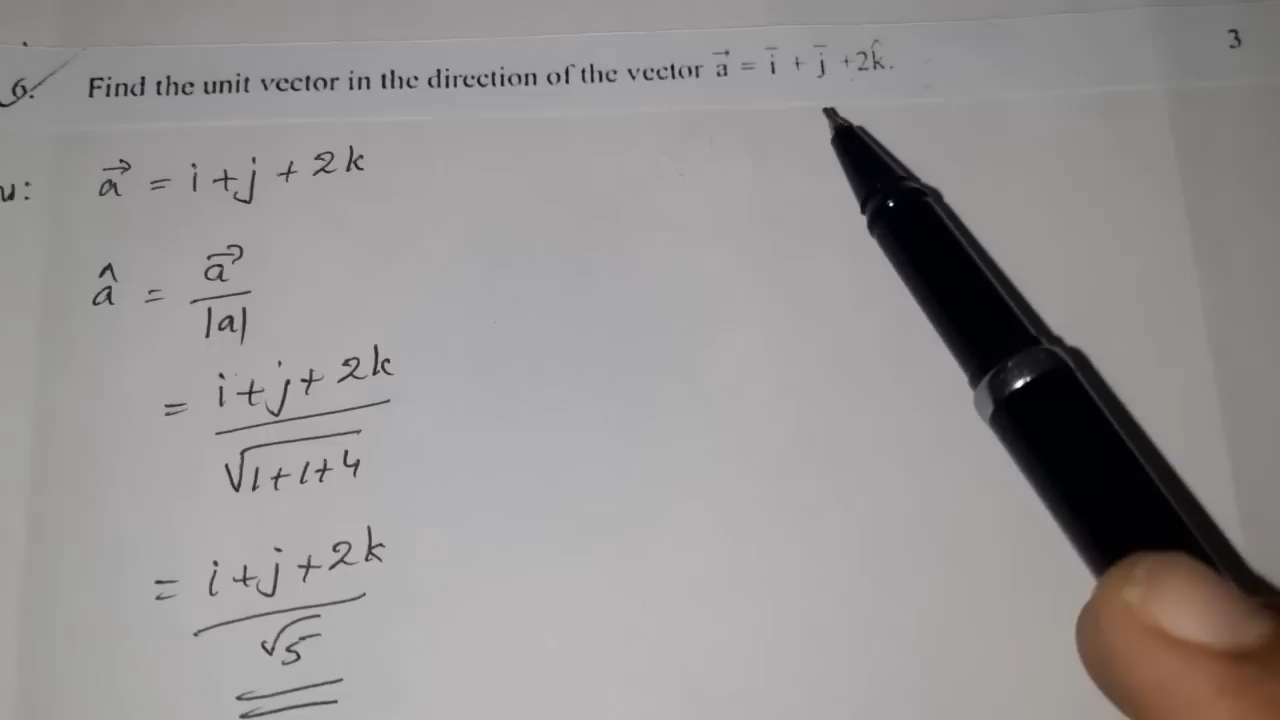 6. Find the unit vector in the direction of the vector a⃗ = i̅ + j̅ +2k̂. 3
u: a⃗ = i+j+2k
â = a⃗/|a|
= i+j+2k/√1+1+4
= i+j+2k/√5